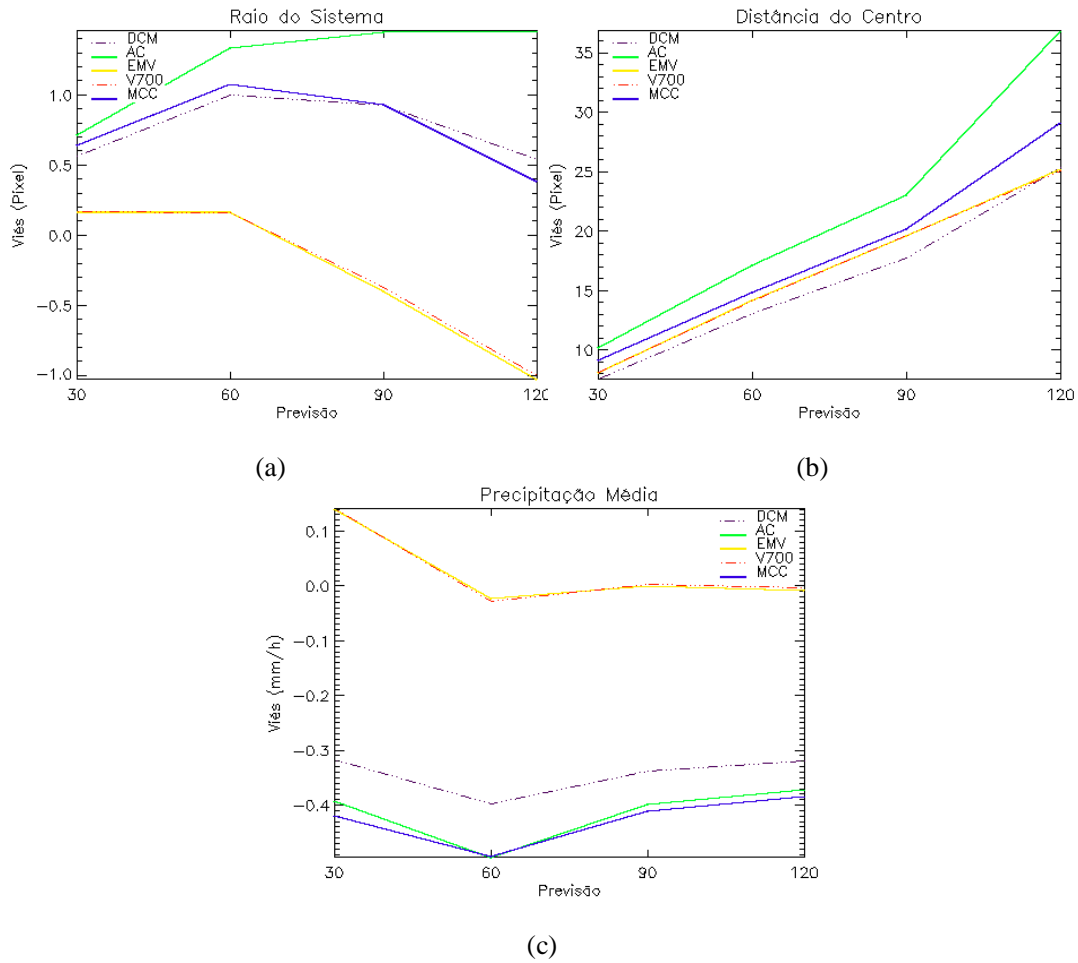 Raio do Sistema
DCM
AC
EMV
V700
MCC
1.0
0.5
0.0
−0.5
−1.0
Viés (Pixel)
30 60 90 120
Previsão
(a)
Distância do Centro
DCM
AC
EMV
V700
MCC
35
30
25
20
15
10
Viés (Pixel)
30 60 90 120
Previsão
(b)
Precipitação Média
DCM
AC
EMV
V700
MCC
0.1
0.0
−0.1
−0.2
−0.3
−0.4
Viés (mm/h)
30 60 90 120
Previsão
(c)